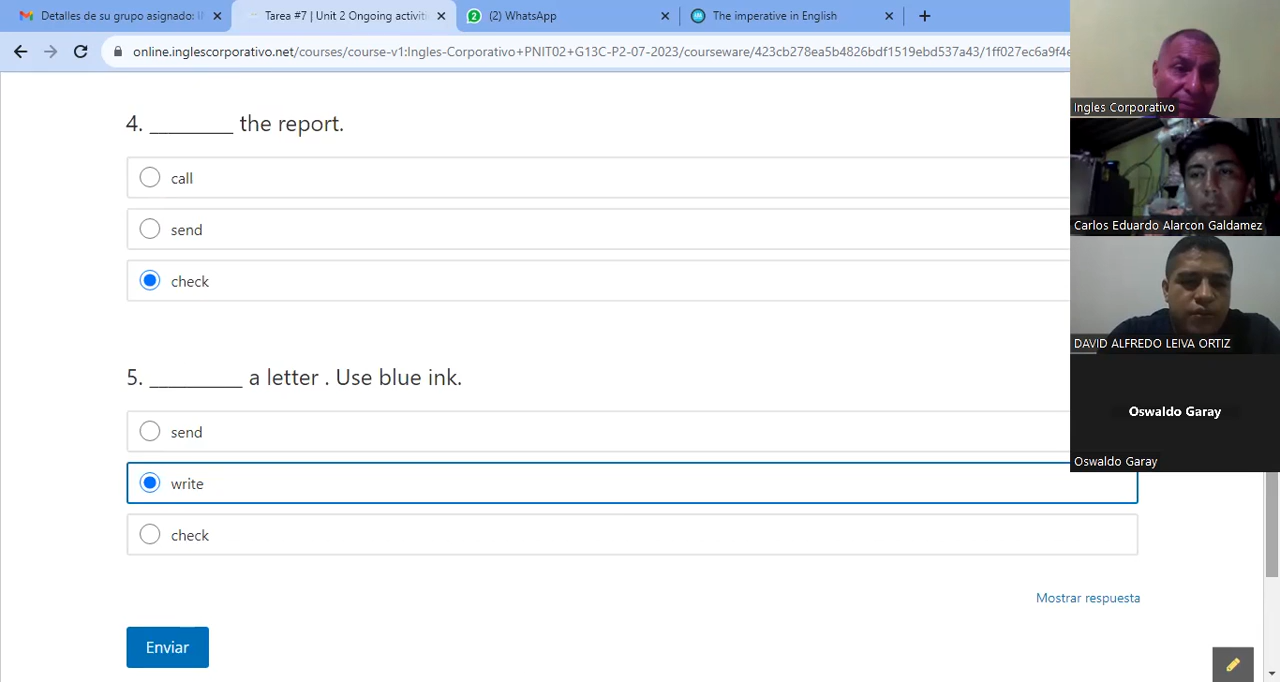 Detalles de su grupo asignado: I
Tarea #7 | Unit 2 Ongoing activiti
(2) WhatsApp
The imperative in English
online.inglescorporativo.net/courses/course-v1:Ingles-Corporativo+PNIT02+G13C-P2-07-2023/courseware/423cb278ea5b4826bdf1519ebd537a43/1ff027ec6a9f4e
4. ________ the report.
call
send
check
5. _________ a letter . Use blue ink.
send
write
check
Mostrar respuesta
Enviar
Ingles Corporativo
Carlos Eduardo Alarcon Galdamez
DAVID ALFREDO LEIVA ORTIZ
Oswaldo Garay
Oswaldo Garay